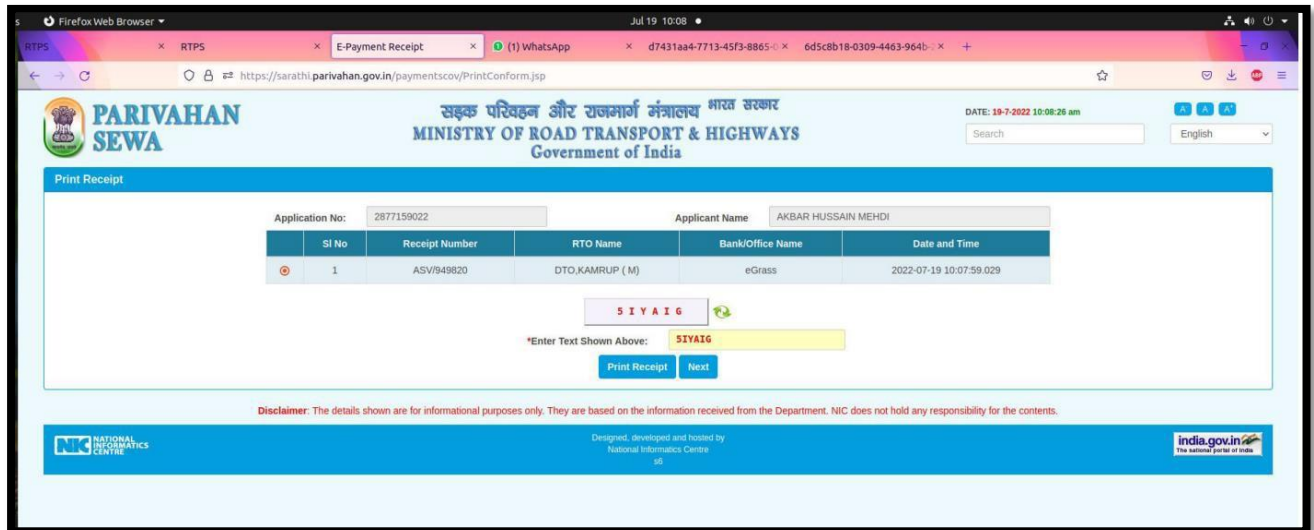 s Firefox Web Browser Jul 19 10:08
RTPS RTPS E-Payment Receipt (1) WhatsApp d7431aa4-7713-45f3-8865- 6d5c8b18-0309-4463-964b-
https://sarathi.parivahan.gov.in/paymentscov/PrintConform.jsp
PARIVAHAN
SEWA
सड़क परिवहन और राजमार्ग मंत्रालय भारत सरकार
MINISTRY OF ROAD TRANSPORT & HIGHWAYS
Government of India
DATE: 19-7-2022 10:08:26 am
Search
A- A A+
English
Print Receipt
Application No: 2877159022 Applicant Name AKBAR HUSSAIN MEHDI
Sl No Receipt Number RTO Name Bank/Office Name Date and Time
1 ASV/949820 DTO,KAMRUP ( M) eGrass 2022-07-19 10:07:59.029
5 I Y A I G
*Enter Text Shown Above: 5IYAIG
Print Receipt Next
Disclaimer: The details shown are for informational purposes only. They are based on the information received from the Department. NIC does not hold any responsibility for the contents.
NIC NATIONAL
INFORMATICS
CENTRE
Designed, developed and hosted by
National Informatics Centre
s6
india.gov.in
The national portal of India